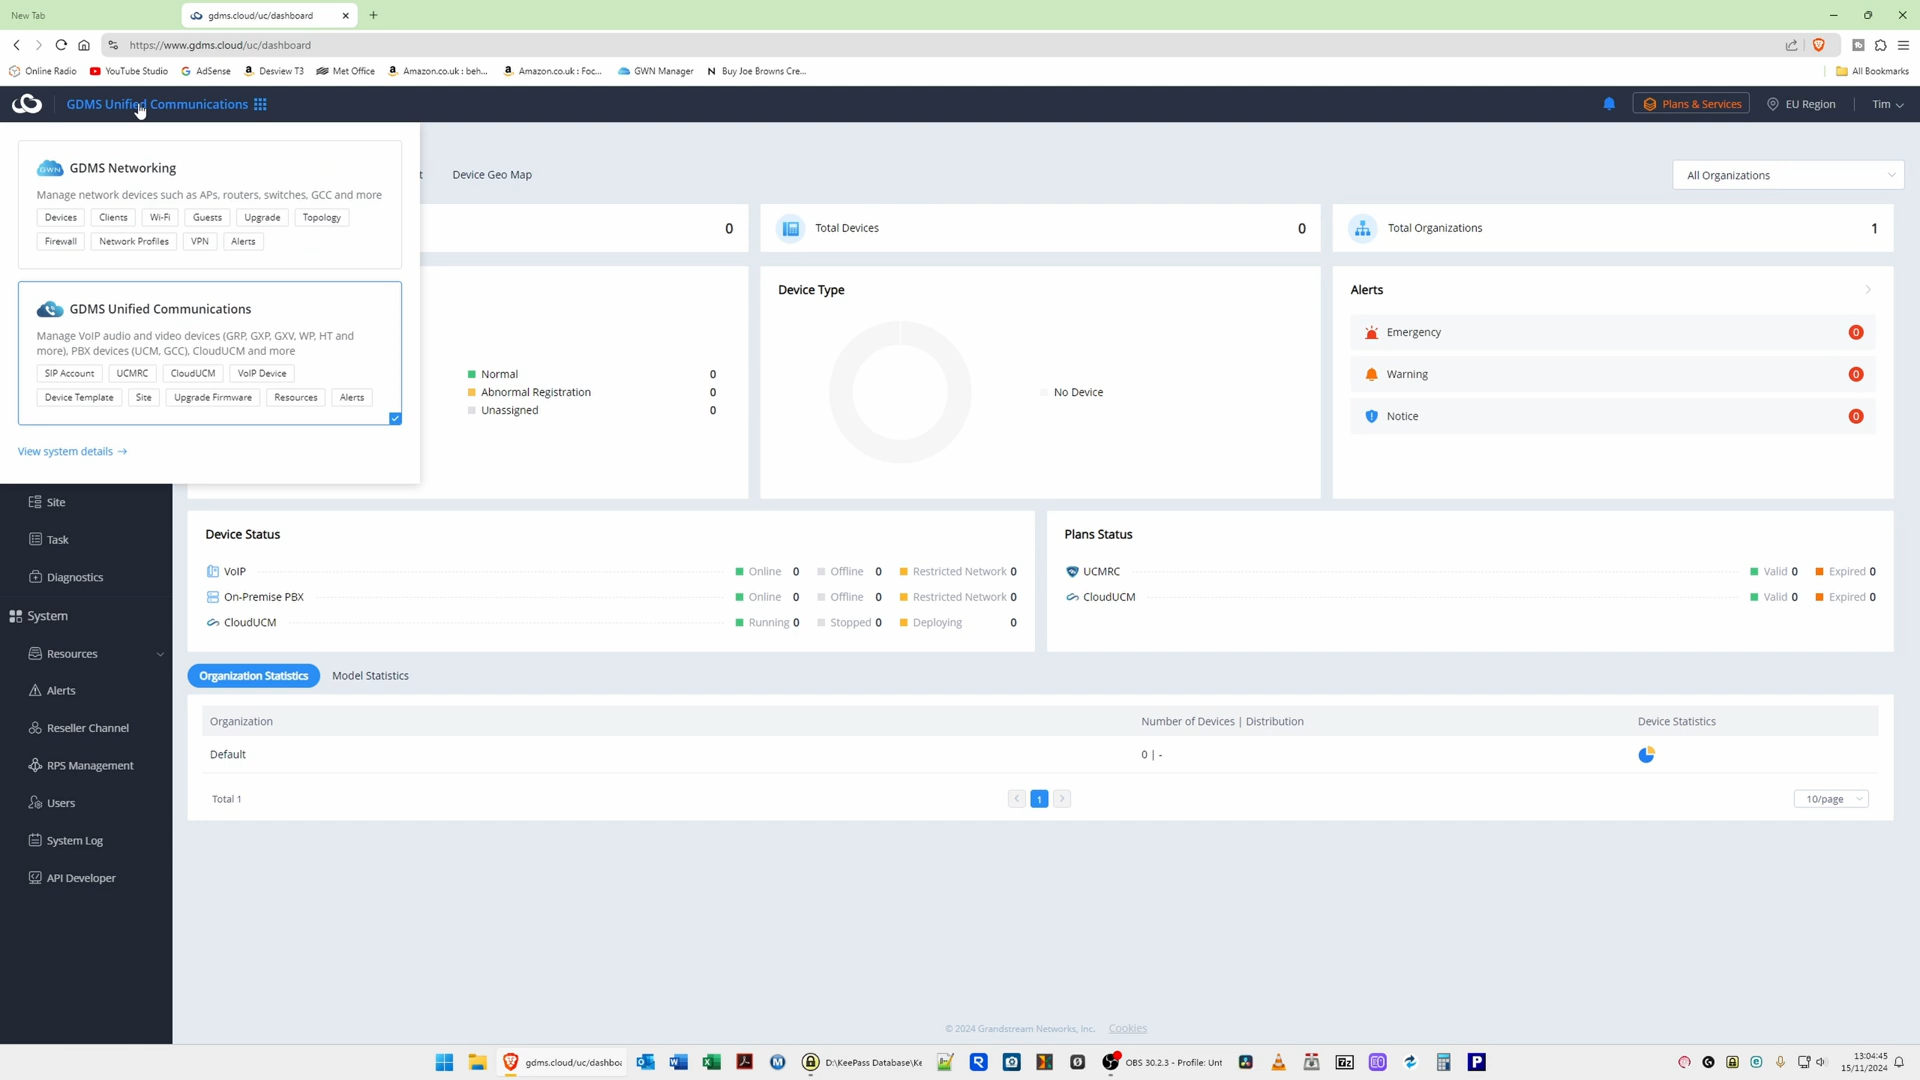 New Tab
gdms.cloud/uc/dashboard
https://www.gdms.cloud/uc/dashboard
Online Radio
YouTube Studio
AdSense
Desview T3
Met Office
Amazon.co.uk : beh...
Amazon.co.uk : Foc...
GWN Manager
Buy Joe Browns Cre...
All Bookmarks
GDMS Unified Communications
Plans & Services
EU Region
Tim
GWN
GDMS Networking
Manage network devices such as APs, routers, switches, GCC and more
Devices Clients Wi-Fi Guests Upgrade Topology
Firewall Network Profiles VPN Alerts
GDMS Unified Communications
Manage VoIP audio and video devices (GRP, GXP, GXV, WP, HT and
more), PBX devices (UCM, GCC), CloudUCM and more
SIP Account UCMRC CloudUCM VoIP Device
Device Template Site Upgrade Firmware Resources Alerts
View system details →
t
Device Geo Map
All Organizations
0
Total Devices 0
Total Organizations 1
Normal 0
Abnormal Registration 0
Unassigned 0
Device Type
No Device
Alerts
Emergency 0
Warning 0
Notice 0
Site
Task
Diagnostics
System
Resources
Alerts
Reseller Channel
RPS Management
Users
System Log
API Developer
Device Status
VoIP Online 0 Offline 0 Restricted Network 0
On-Premise PBX Online 0 Offline 0 Restricted Network 0
CloudUCM Running 0 Stopped 0 Deploying 0
Plans Status
UCMRC Valid 0 Expired 0
CloudUCM Valid 0 Expired 0
Organization Statistics
Model Statistics
Organization Number of Devices | Distribution Device Statistics
Default 0 | -
Total 1
< 1 >
10/page
© 2024 Grandstream Networks, Inc. Cookies
gdms.cloud/uc/dashboa
D:\KeePass Database\Ke
OBS 30.2.3 - Profile: Unt
13:04:45
15/11/2024